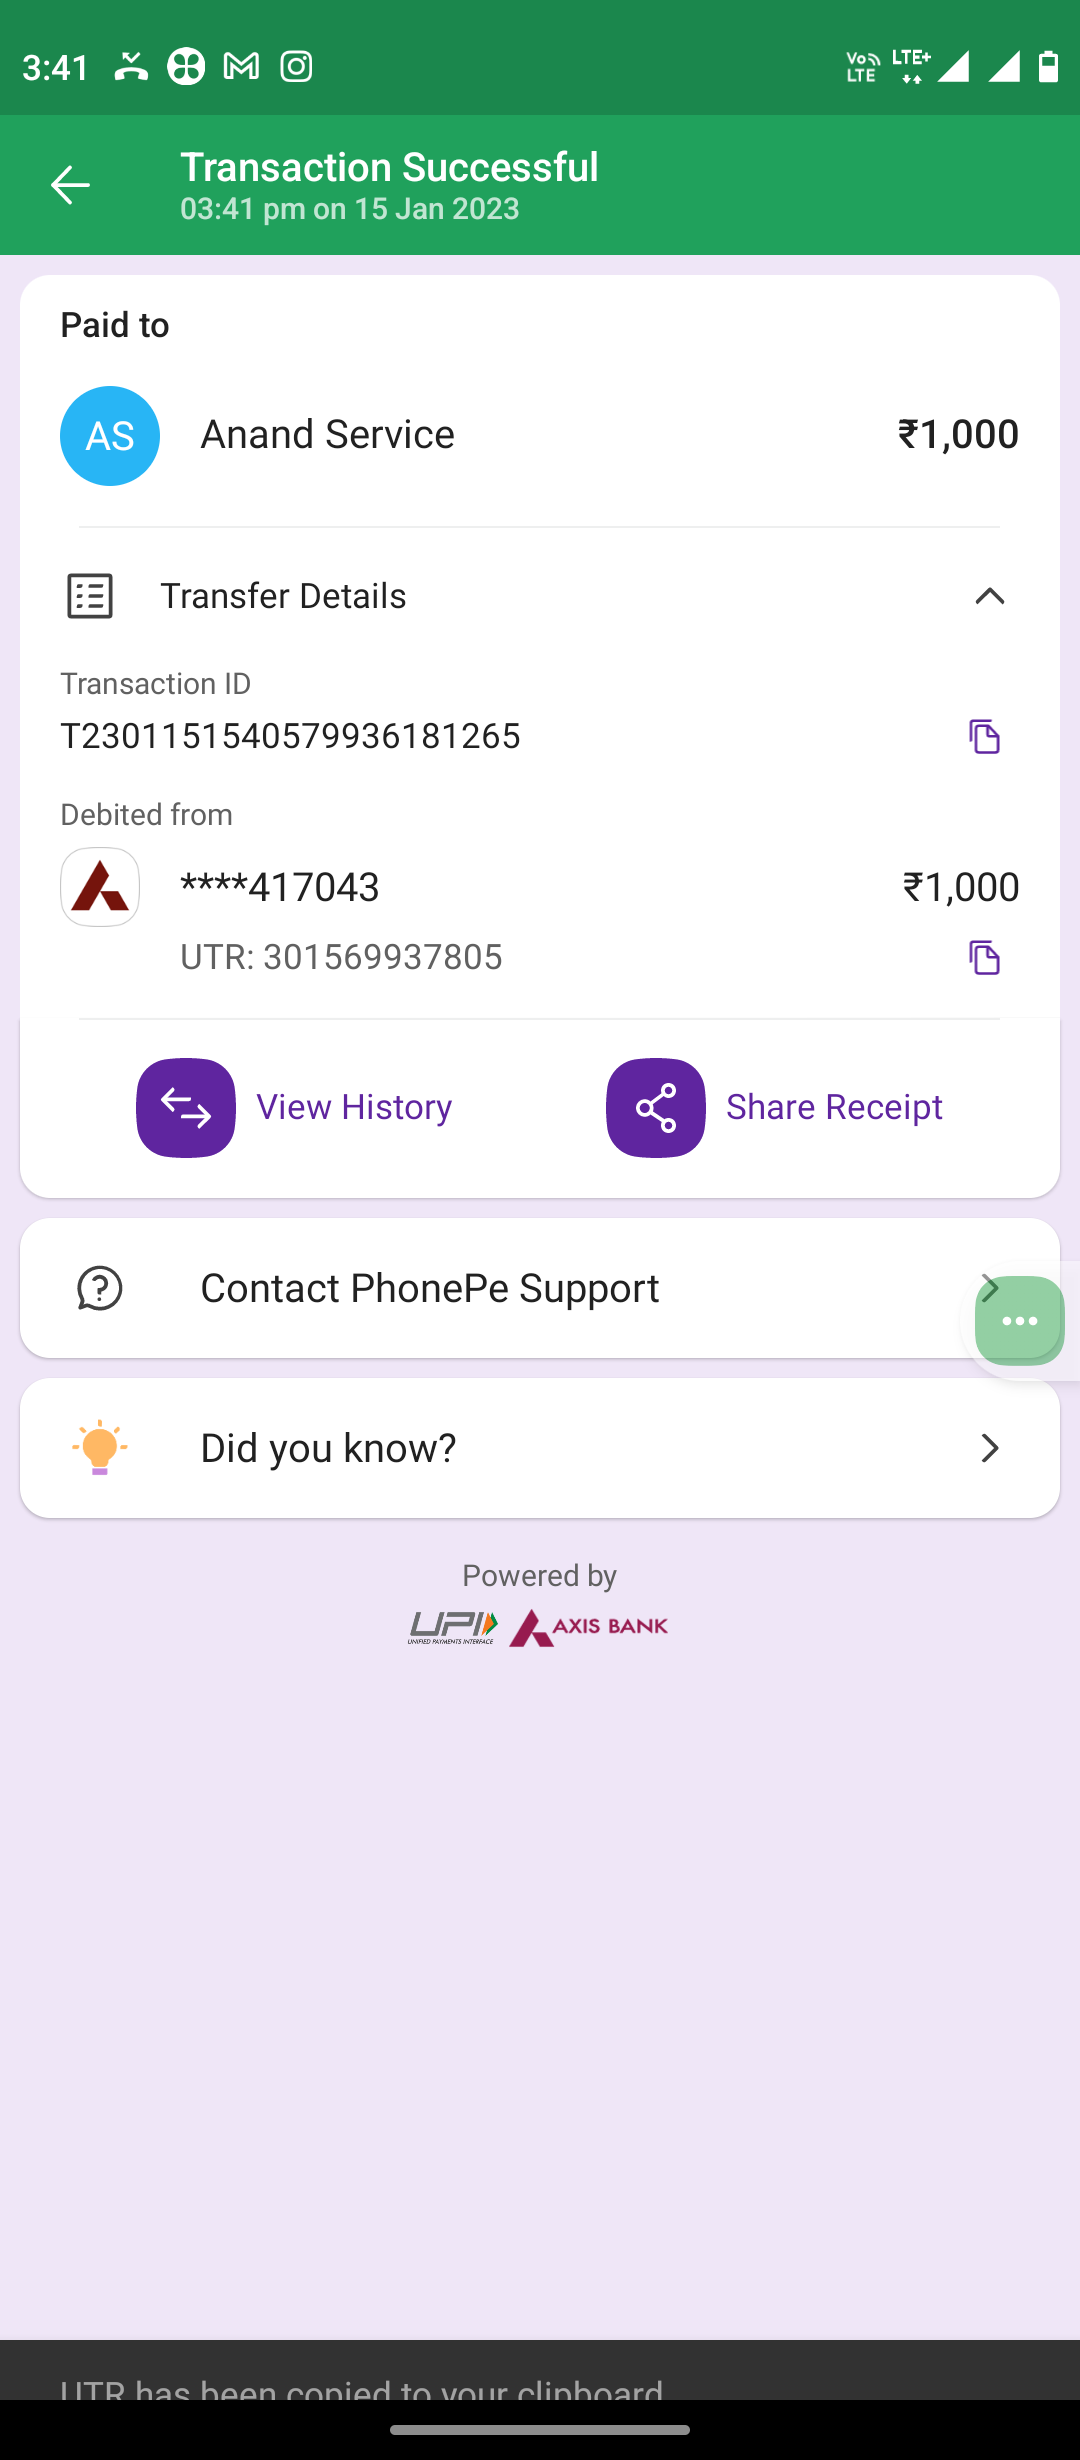 3:41 Vo LTE LTE+
Transaction Successful
03:41 pm on 15 Jan 2023
Paid to
AS Anand Service ₹1,000
Transfer Details
Transaction ID
T2301151540579936181265
Debited from
****417043 ₹1,000
UTR: 301569937805
View History Share Receipt
Contact PhonePe Support
Did you know?
Powered by
UPI AXIS BANK
UNIFIED PAYMENTS INTERFACE
UTR has been copied to your clipboard